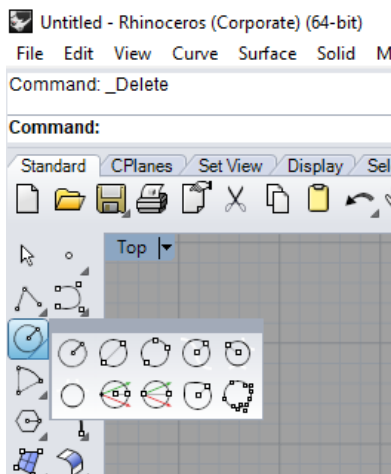 Untitled - Rhinoceros (Corporate) (64-bit)
File Edit View Curve Surface Solid M
Command: _Delete
Command:
Standard CPlanes Set View Display Sel
Top